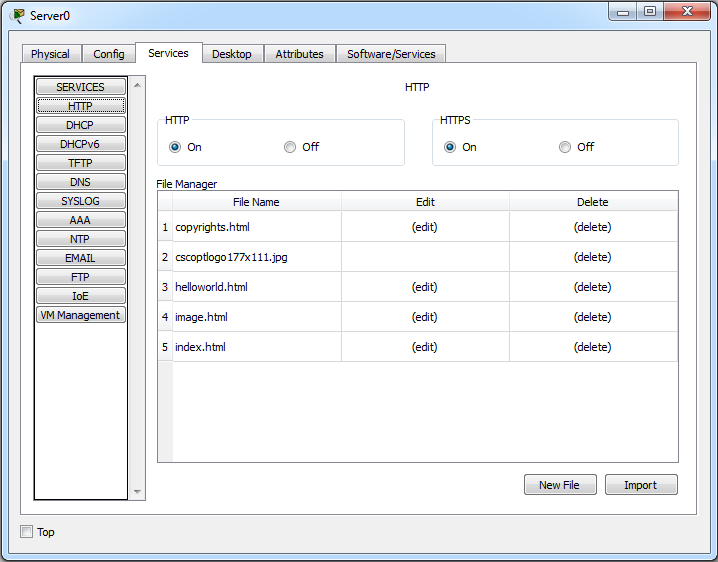 Server0
Physical Config Services Desktop Attributes Software/Services
SERVICES
HTTP
DHCP
DHCPv6
TFTP
DNS
SYSLOG
AAA
NTP
EMAIL
FTP
IoE
VM Management
HTTP
HTTP
On Off
HTTPS
On Off
File Manager
File Name Edit Delete
1 copyrights.html (edit) (delete)
2 cscoptlogo177x111.jpg (delete)
3 helloworld.html (edit) (delete)
4 image.html (edit) (delete)
5 index.html (edit) (delete)
New File Import
Top